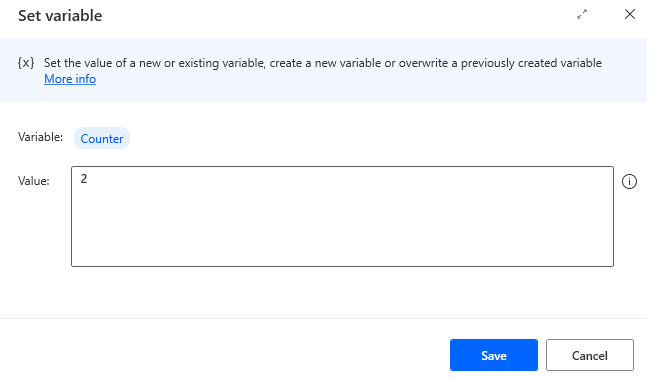 Set variable
{x} Set the value of a new or existing variable, create a new variable or overwrite a previously created variable
More info
Variable: Counter
Value: 2
Save Cancel